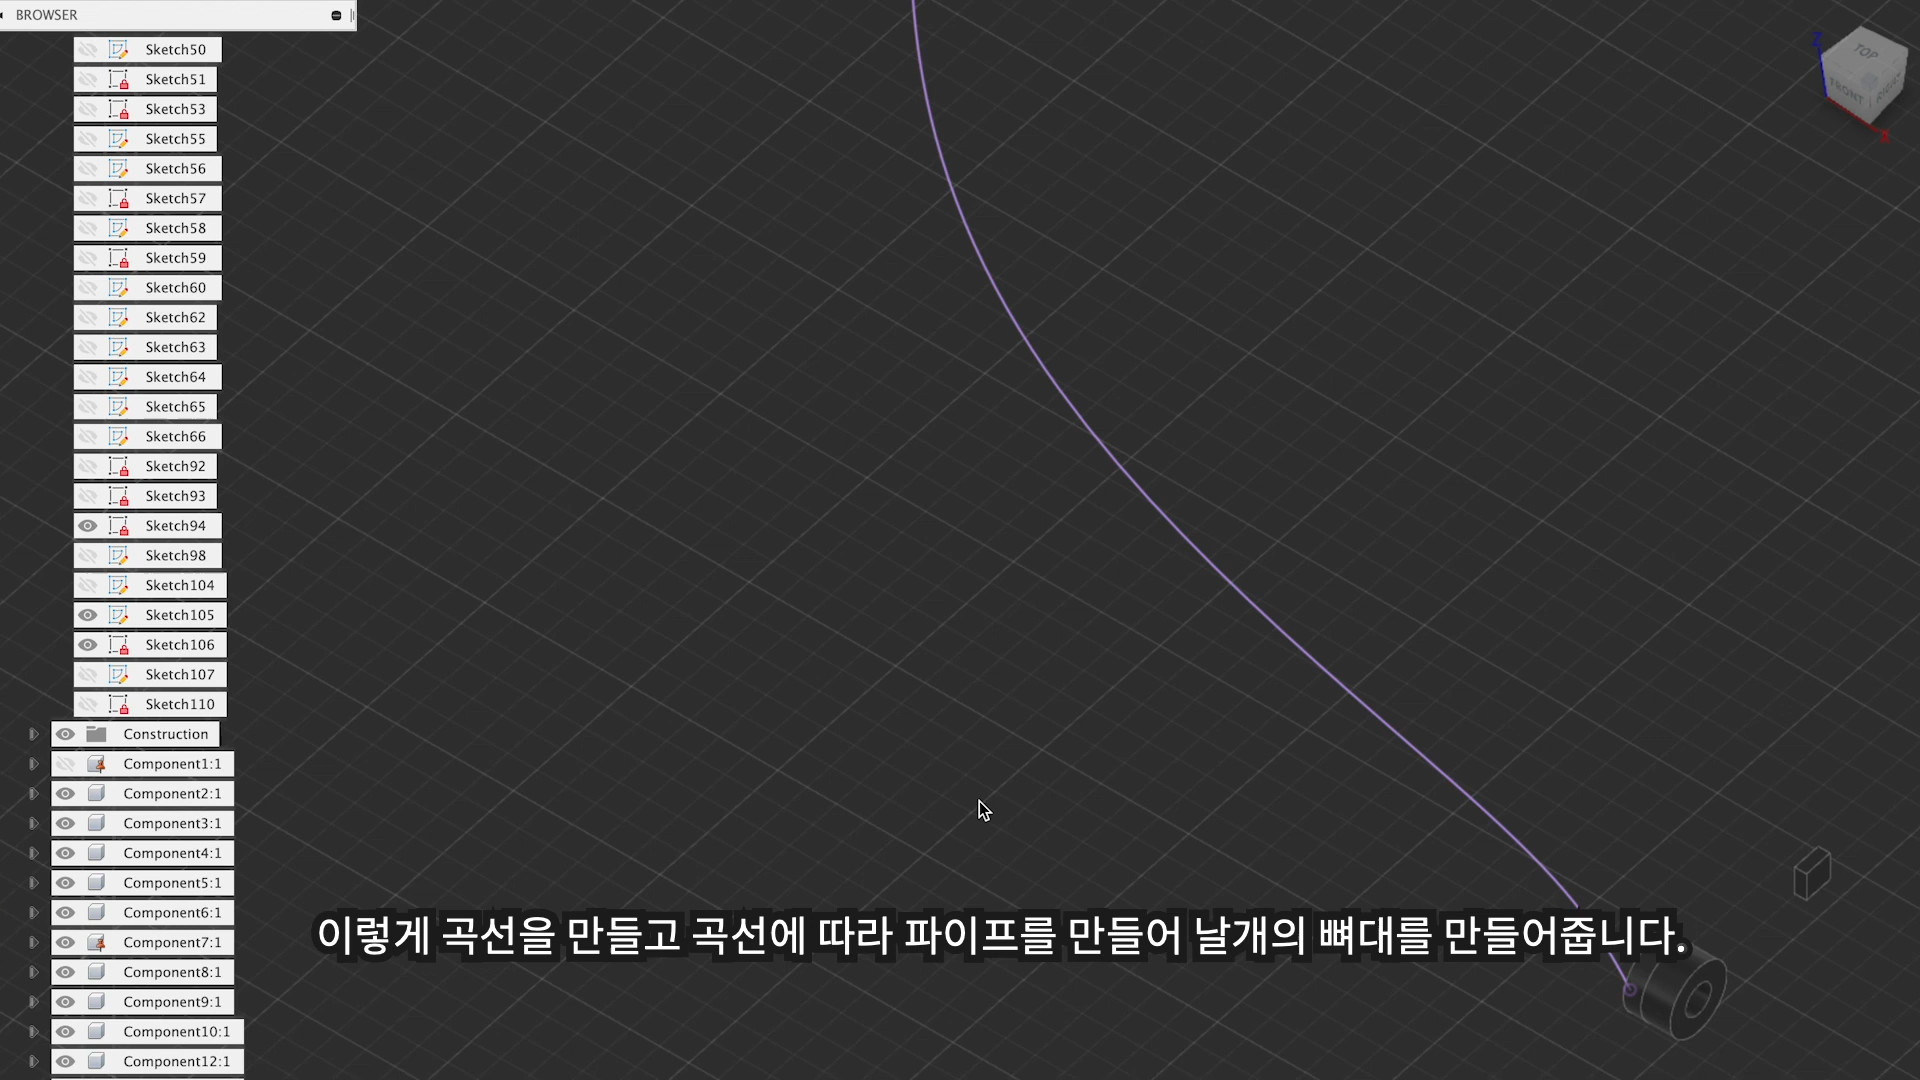 BROWSER
Sketch50
Sketch51
Sketch53
Sketch55
Sketch56
Sketch57
Sketch58
Sketch59
Sketch60
Sketch62
Sketch63
Sketch64
Sketch65
Sketch66
Sketch92
Sketch93
Sketch94
Sketch98
Sketch104
Sketch105
Sketch106
Sketch107
Sketch110
Construction
Component1:1
Component2:1
Component3:1
Component4:1
Component5:1
Component6:1
Component7:1
Component8:1
Component9:1
Component10:1
Component12:1
Z
TOP
FRONT
RIGHT
X
이렇게 곡선을 만들고 곡선에 따라 파이프를 만들어 날개의 뼈대를 만들어줍니다.